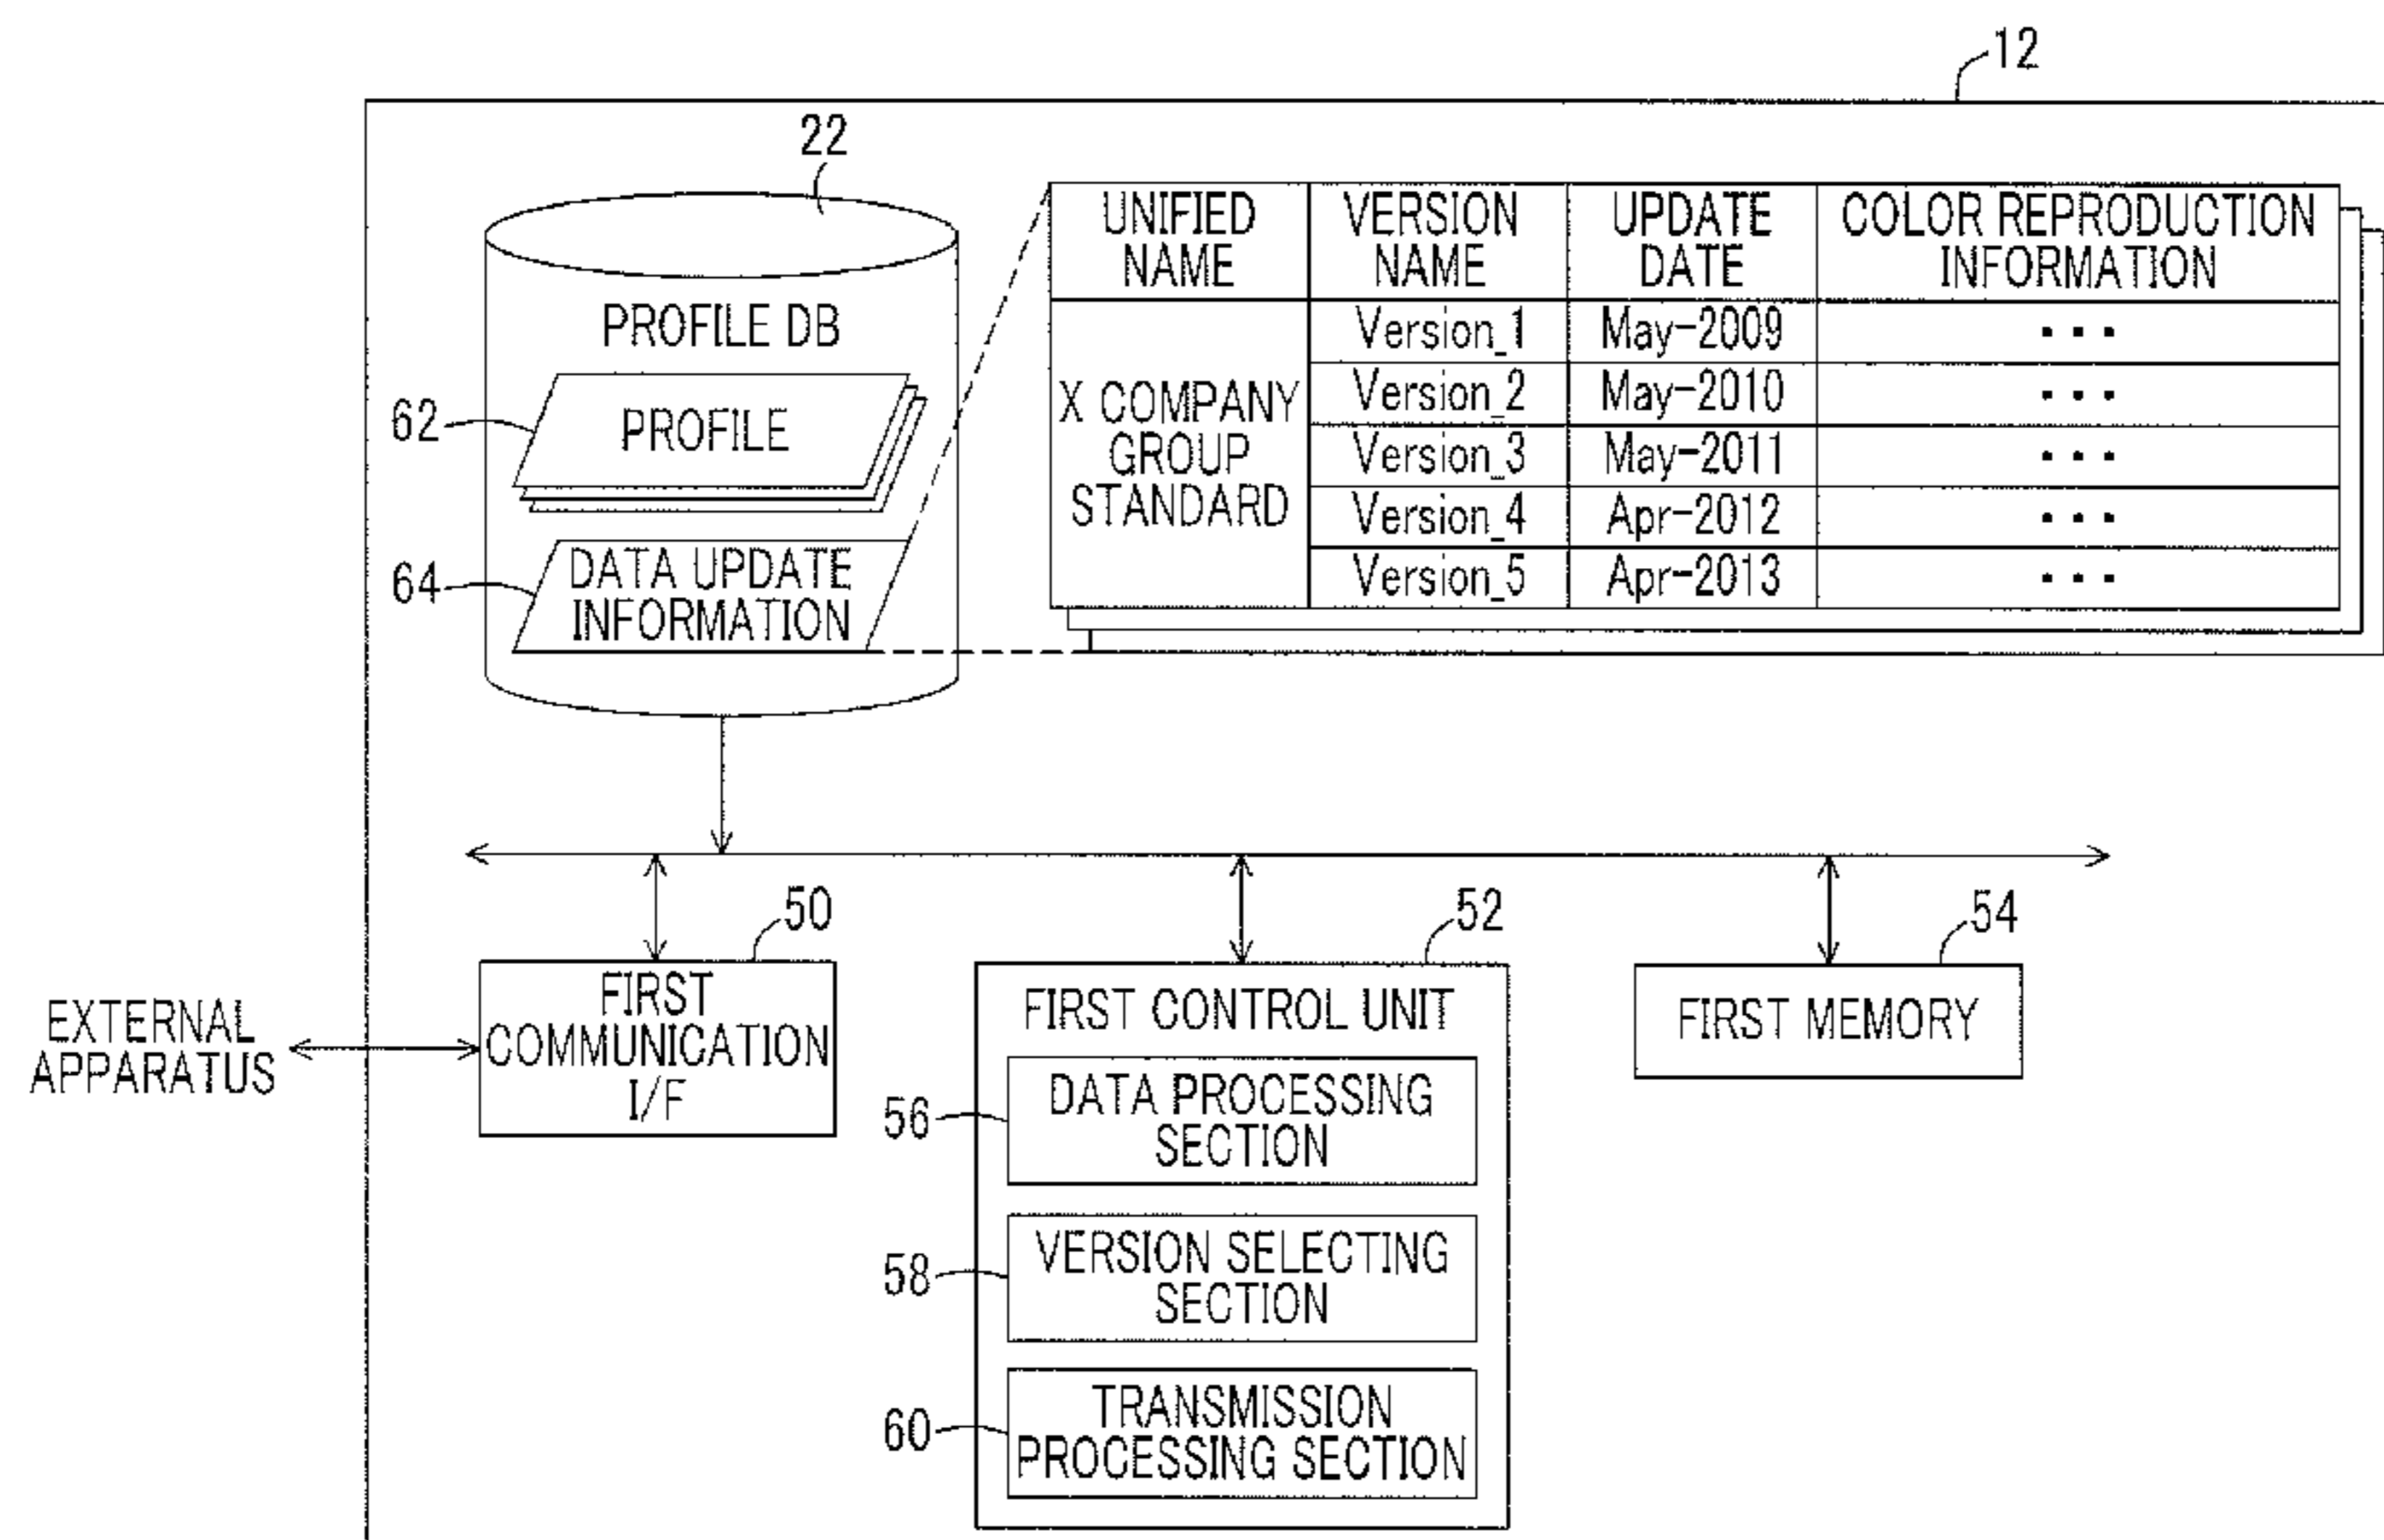 12
22
UNIFIED NAME
VERSION NAME
UPDATE DATE
COLOR REPRODUCTION INFORMATION
X COMPANY GROUP STANDARD
Version_1 May-2009 ...
Version_2 May-2010 ...
Version_3 May-2011 ...
Version_4 Apr-2012 ...
Version_5 Apr-2013 ...
PROFILE DB
62
PROFILE
64
DATA UPDATE
INFORMATION
50
52
54
EXTERNAL
APPARATUS
FIRST
COMMUNICATION
I/F
FIRST CONTROL UNIT
56
DATA PROCESSING
SECTION
58
VERSION SELECTING
SECTION
60
TRANSMISSION
PROCESSING SECTION
FIRST MEMORY